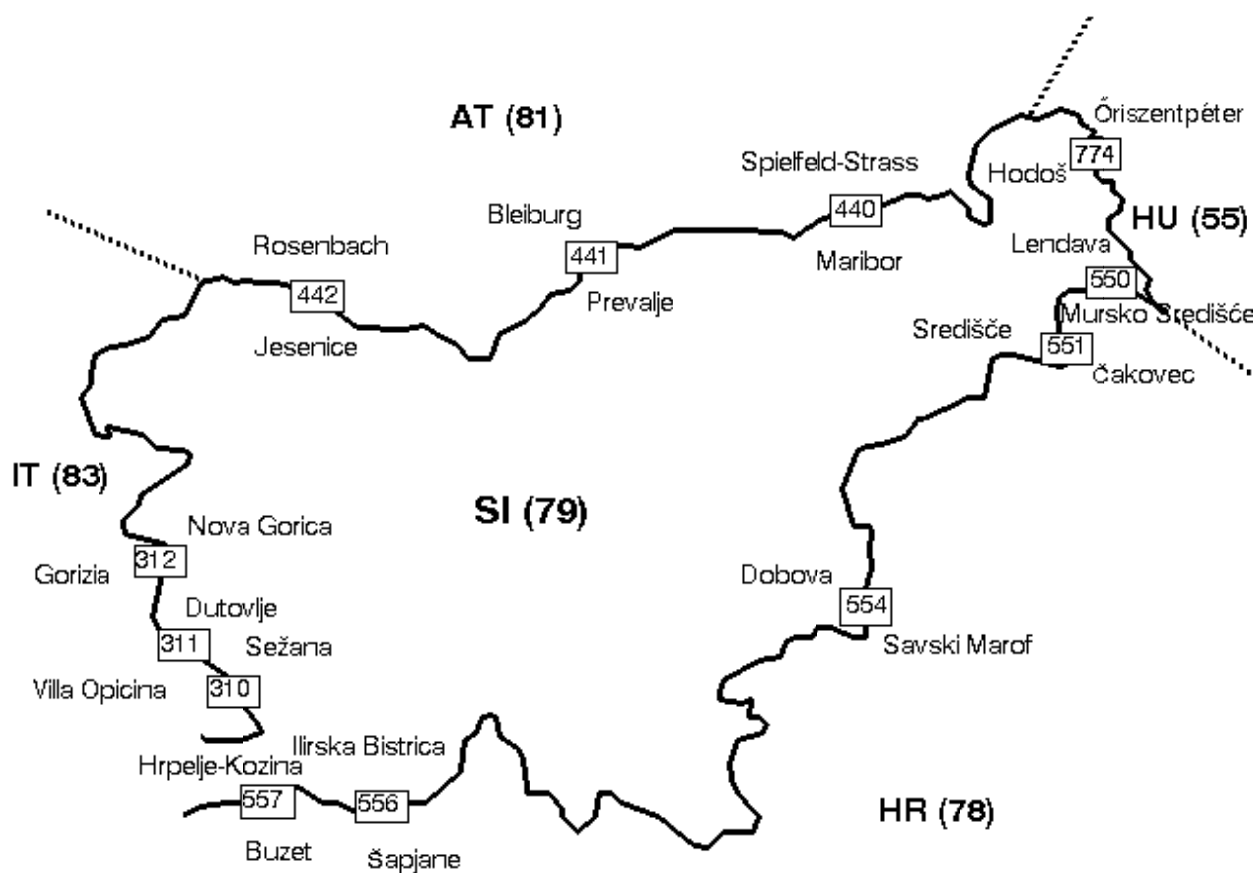 AT (81)
Őriszentpéter
774
Spielfeld-Strass
Hodoš
440
Bleiburg
HU (55)
Rosenbach
441
Lendava
Maribor
550
442
Prevalje
Mursko Središče
Središče
551
Jesenice
Čakovec
IT (83)
SI (79)
Nova Gorica
312
Gorizia
Dobova
Dutovlje
554
311
Sežana
Savski Marof
Villa Opicina
310
Ilirska Bistrica
Hrpelje-Kozina
557
556
HR (78)
Buzet
Šapjane